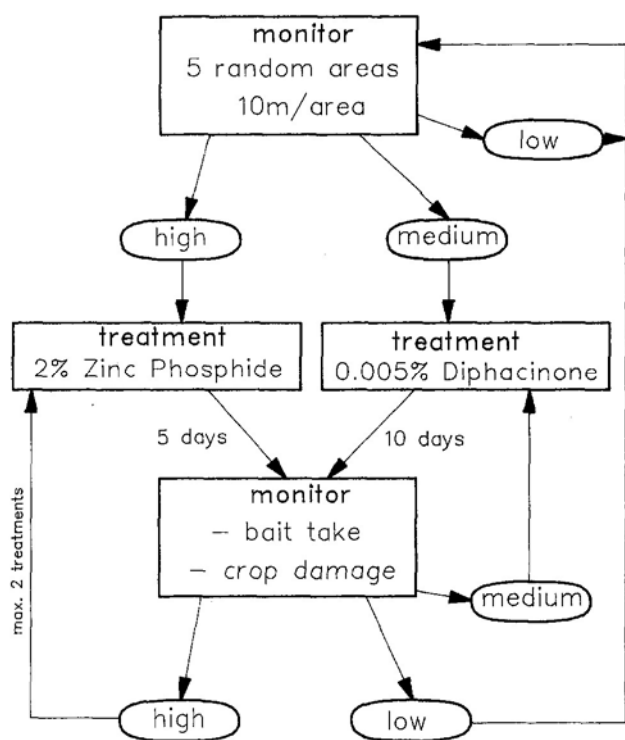 monitor
5 random areas
10m/area
low
high
medium
treatment
2% Zinc Phosphide
treatment
0.005% Diphacinone
5 days
10 days
max. 2 treatments
monitor
– bait take
– crop damage
medium
high
low